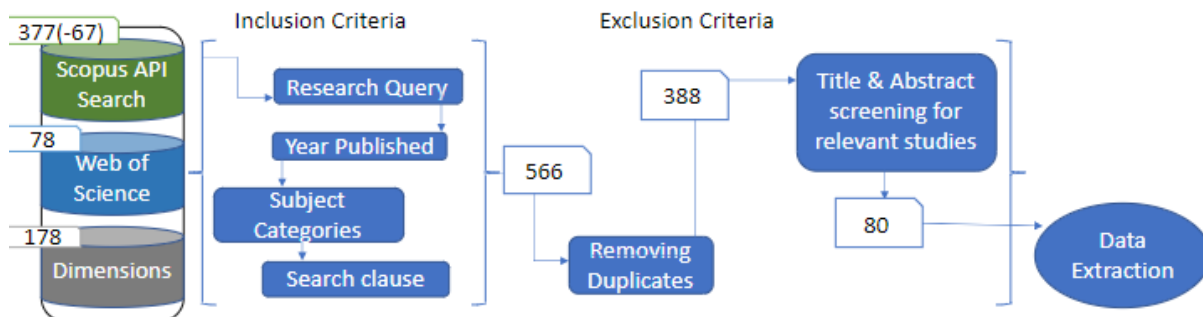 Inclusion Criteria
Exclusion Criteria
377(-67)
Scopus API
Search
78
Web of
Science
178
Dimensions
Research Query
Year Published
Subject
Categories
Search clause
566
Removing
Duplicates
388
Title & Abstract
screening for
relevant studies
80
Data
Extraction